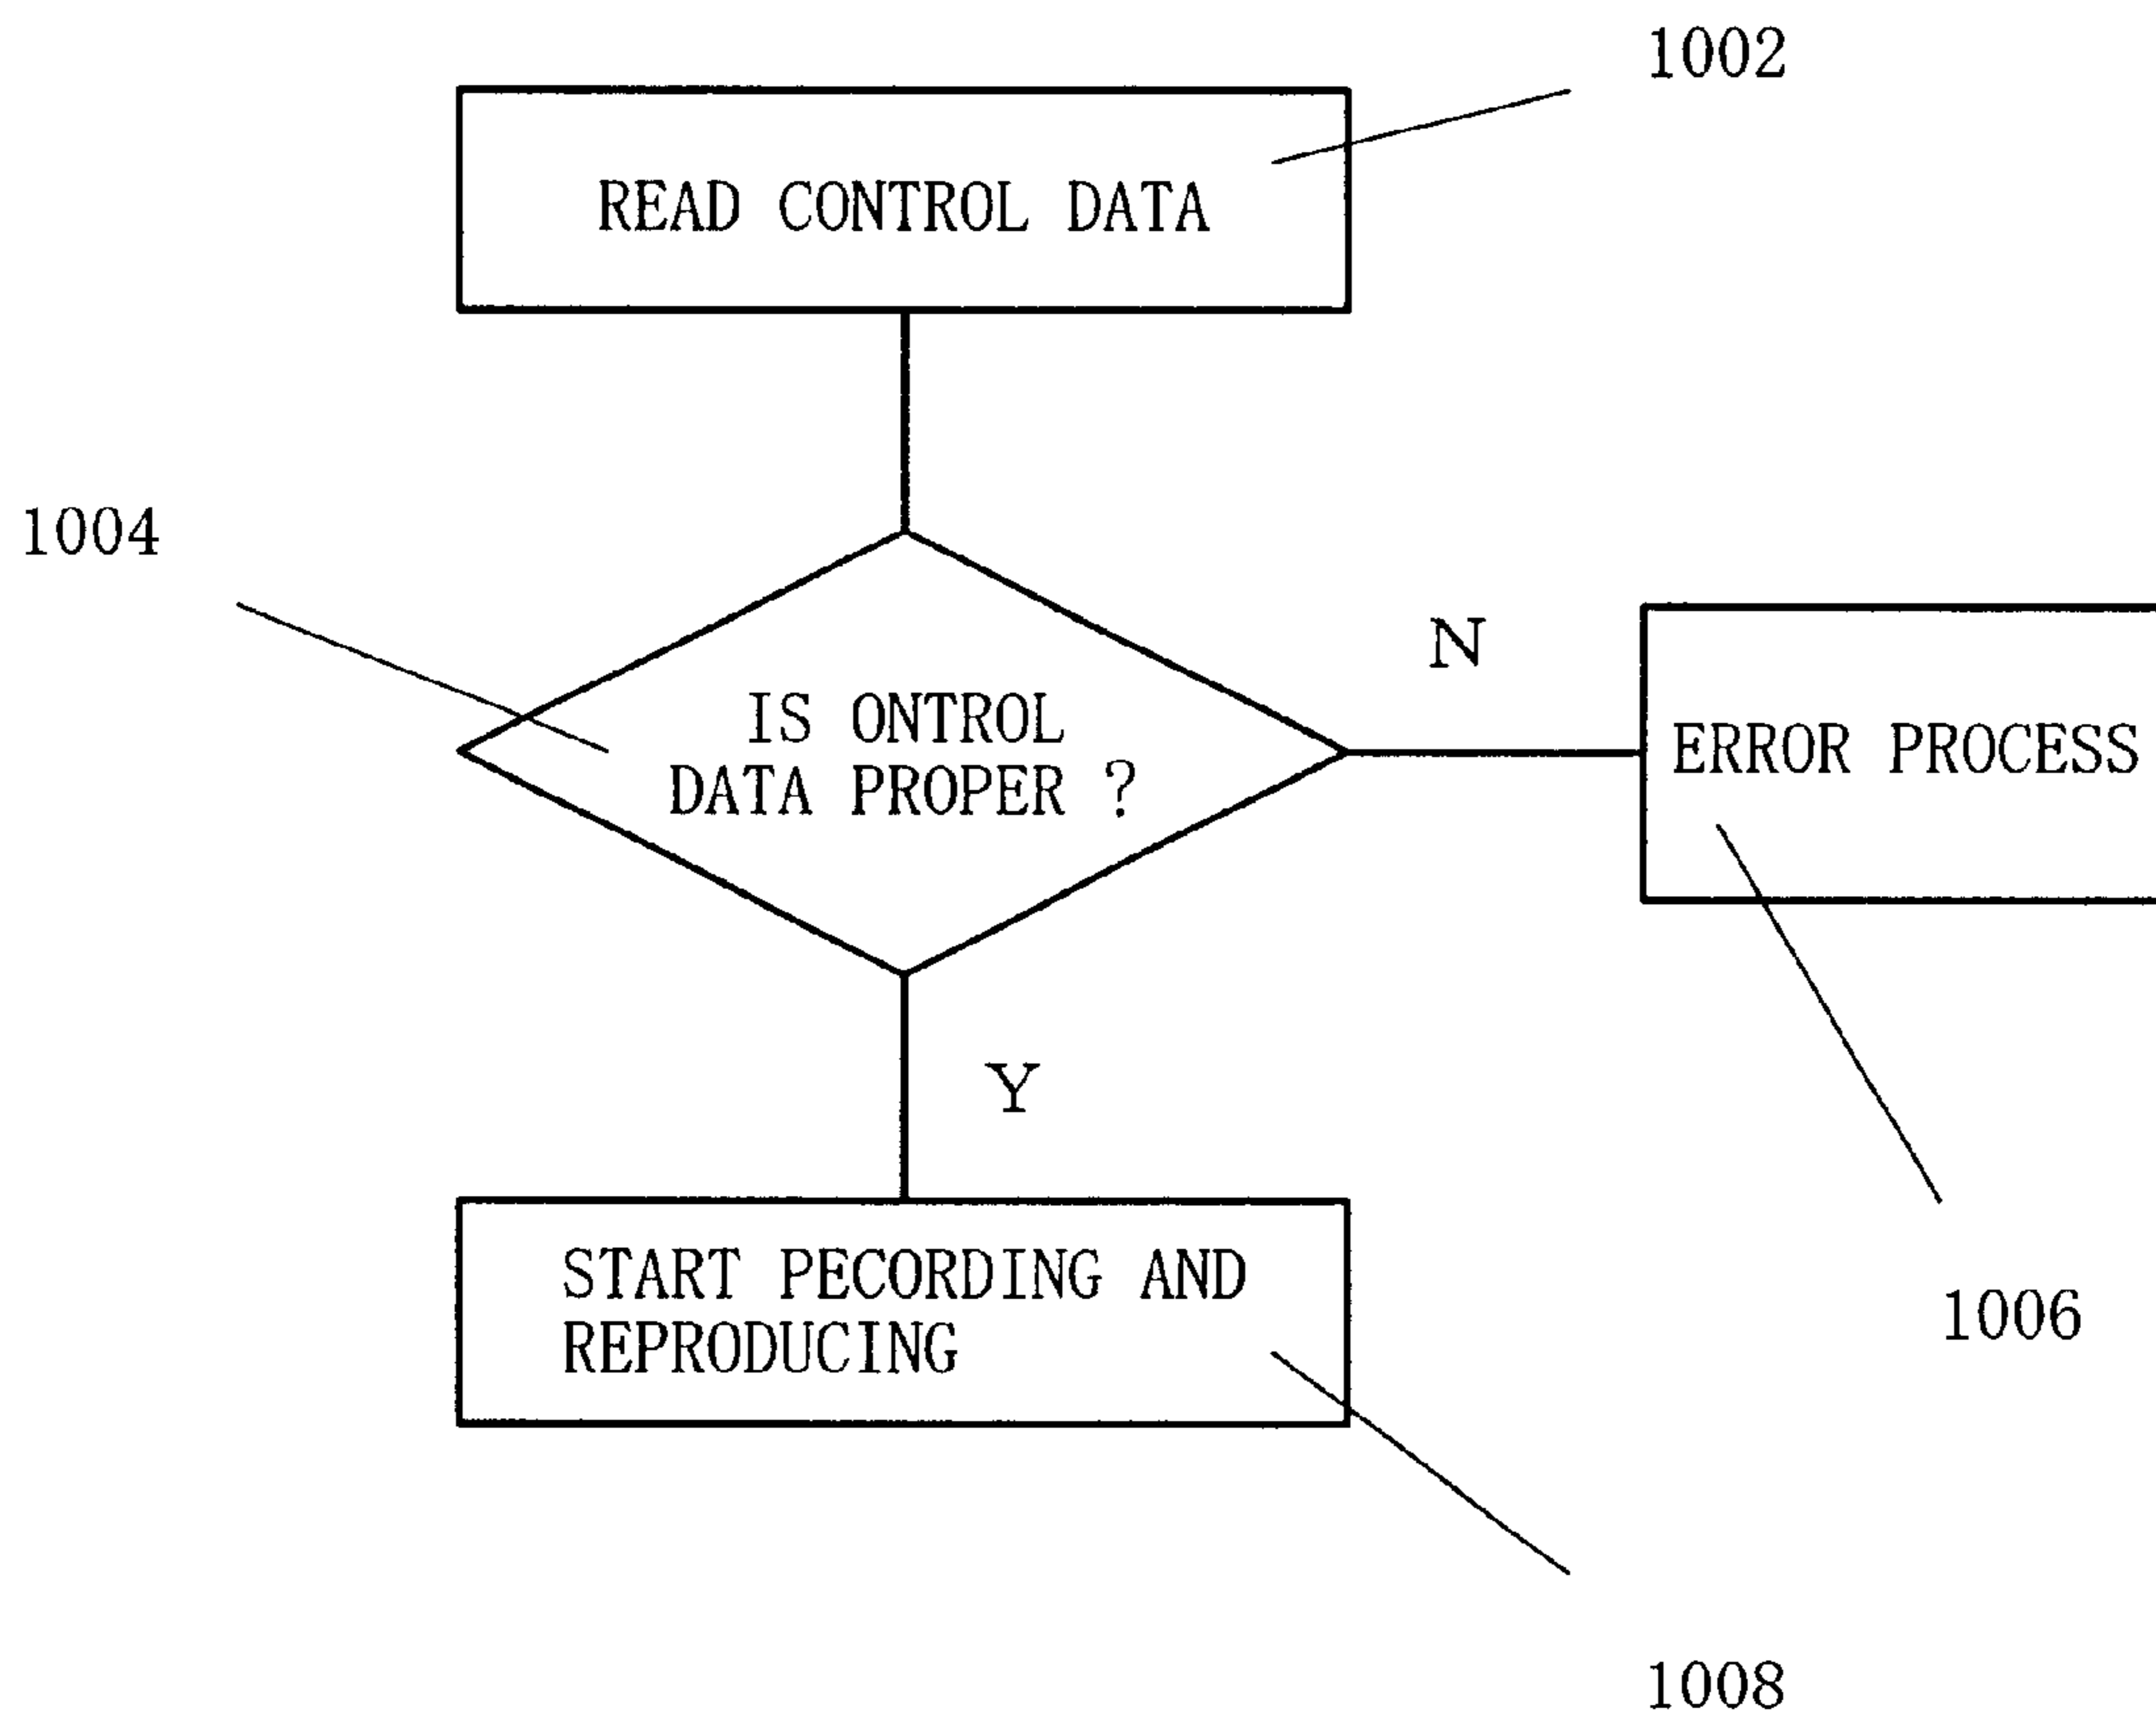 1002
READ CONTROL DATA
1004
N
IS ONTROL
DATA PROPER ?
ERROR PROCESS
Y
START PECORDING AND
REPRODUCING
1006
1008